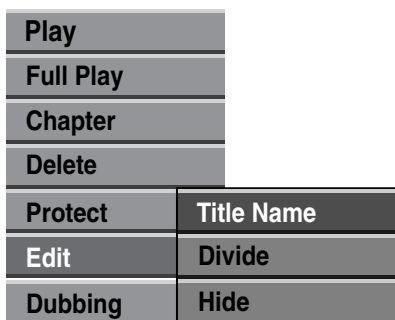 Play
Full Play
Chapter
Delete
Protect
Title Name
Edit
Divide
Dubbing
Hide